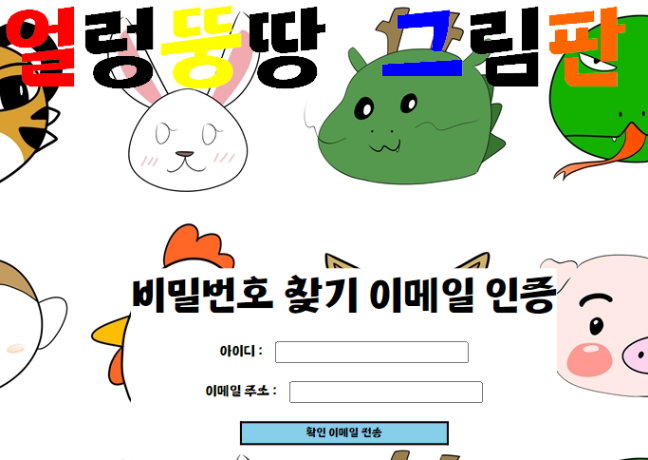 얼렁뚱땅 그림판
비밀번호 찾기 이메일 인증
아이디 :
이메일 주소 :
확인 이메일 전송